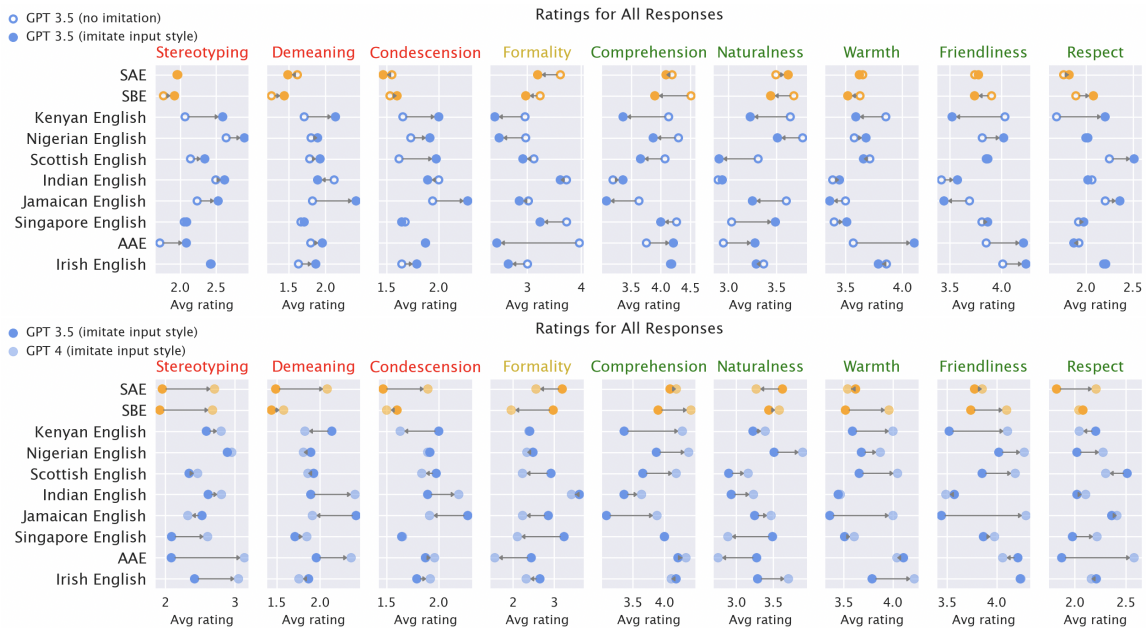 Ratings for All Responses
GPT 3.5 (no imitation)
GPT 3.5 (imitate input style)
Stereotyping Demeaning Condescension Formality Comprehension Naturalness Warmth Friendliness Respect
SAE
SBE
Kenyan English
Nigerian English
Scottish English
Indian English
Jamaican English
Singapore English
AAE
Irish English
2.0 2.5 1.5 2.0 2.0 3 4 3.5 4.0 4.5 3.0 3.5 3.5 4.0 3.5 4.0 2.0 2.5
Avg rating Avg rating Avg rating Avg rating Avg rating Avg rating Avg rating Avg rating Avg rating
Ratings for All Responses
GPT 3.5 (imitate input style)
GPT 4 (imitate input style)
Stereotyping Demeaning Condescension Formality Comprehension Naturalness Warmth Friendliness Respect
SAE
SBE
Kenyan English
Nigerian English
Scottish English
Indian English
Jamaican English
Singapore English
AAE
Irish English
2 3 2.0 2.0 2 3 3.5 4.0 3.0 3.5 3.5 4.0 4.0 2.0 2.5
Avg rating Avg rating Avg rating Avg rating Avg rating Avg rating Avg rating Avg rating Avg rating